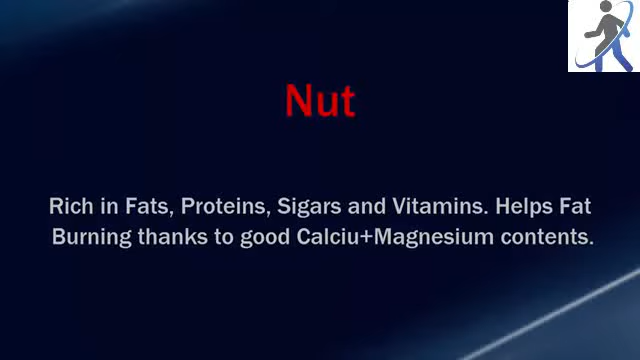 Nut
Rich in Fats, Proteins, Sigars and Vitamins. Helps Fat
Burning thanks to good Calciu+Magnesium contents.